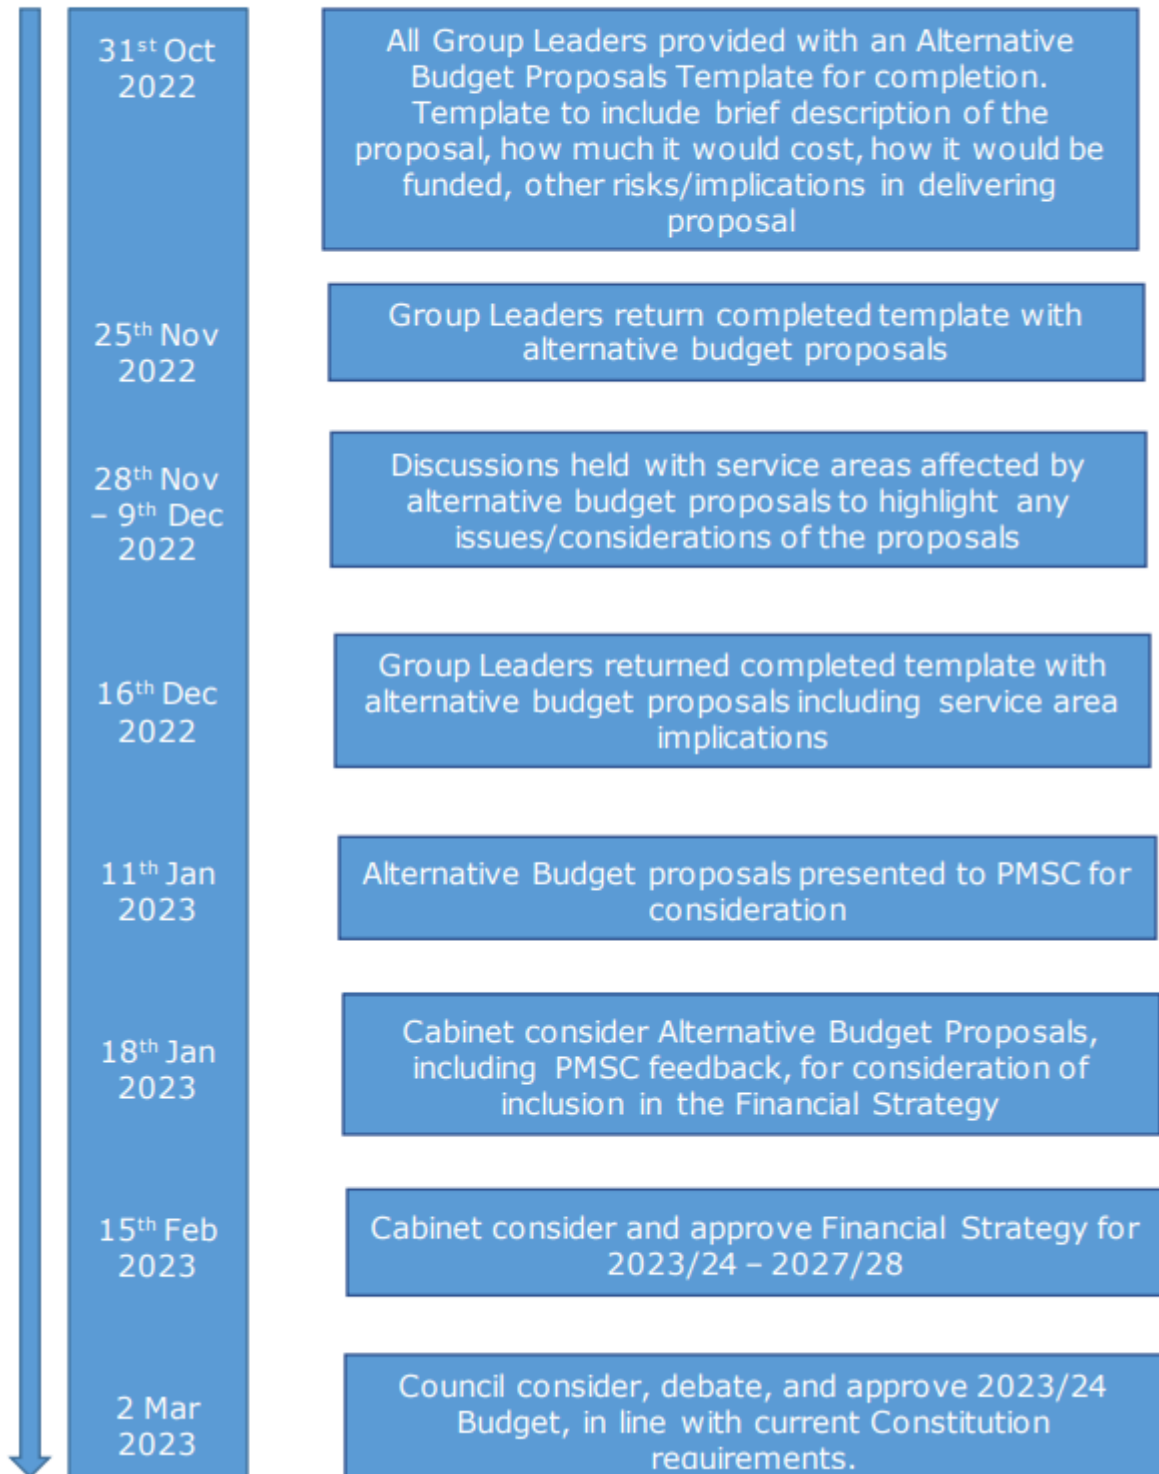 31st Oct
2022
All Group Leaders provided with an Alternative
Budget Proposals Template for completion.
Template to include brief description of the
proposal, how much it would cost, how it would be
funded, other risks/implications in delivering
proposal
25th Nov
2022
Group Leaders return completed template with
alternative budget proposals
28th Nov
– 9th Dec
2022
Discussions held with service areas affected by
alternative budget proposals to highlight any
issues/considerations of the proposals
16th Dec
2022
Group Leaders returned completed template with
alternative budget proposals including service area
implications
11th Jan
2023
Alternative Budget proposals presented to PMSC for
consideration
18th Jan
2023
Cabinet consider Alternative Budget Proposals,
including PMSC feedback, for consideration of
inclusion in the Financial Strategy
15th Feb
2023
Cabinet consider and approve Financial Strategy for
2023/24 – 2027/28
2 Mar
2023
Council consider, debate, and approve 2023/24
Budget, in line with current Constitution
requirements.